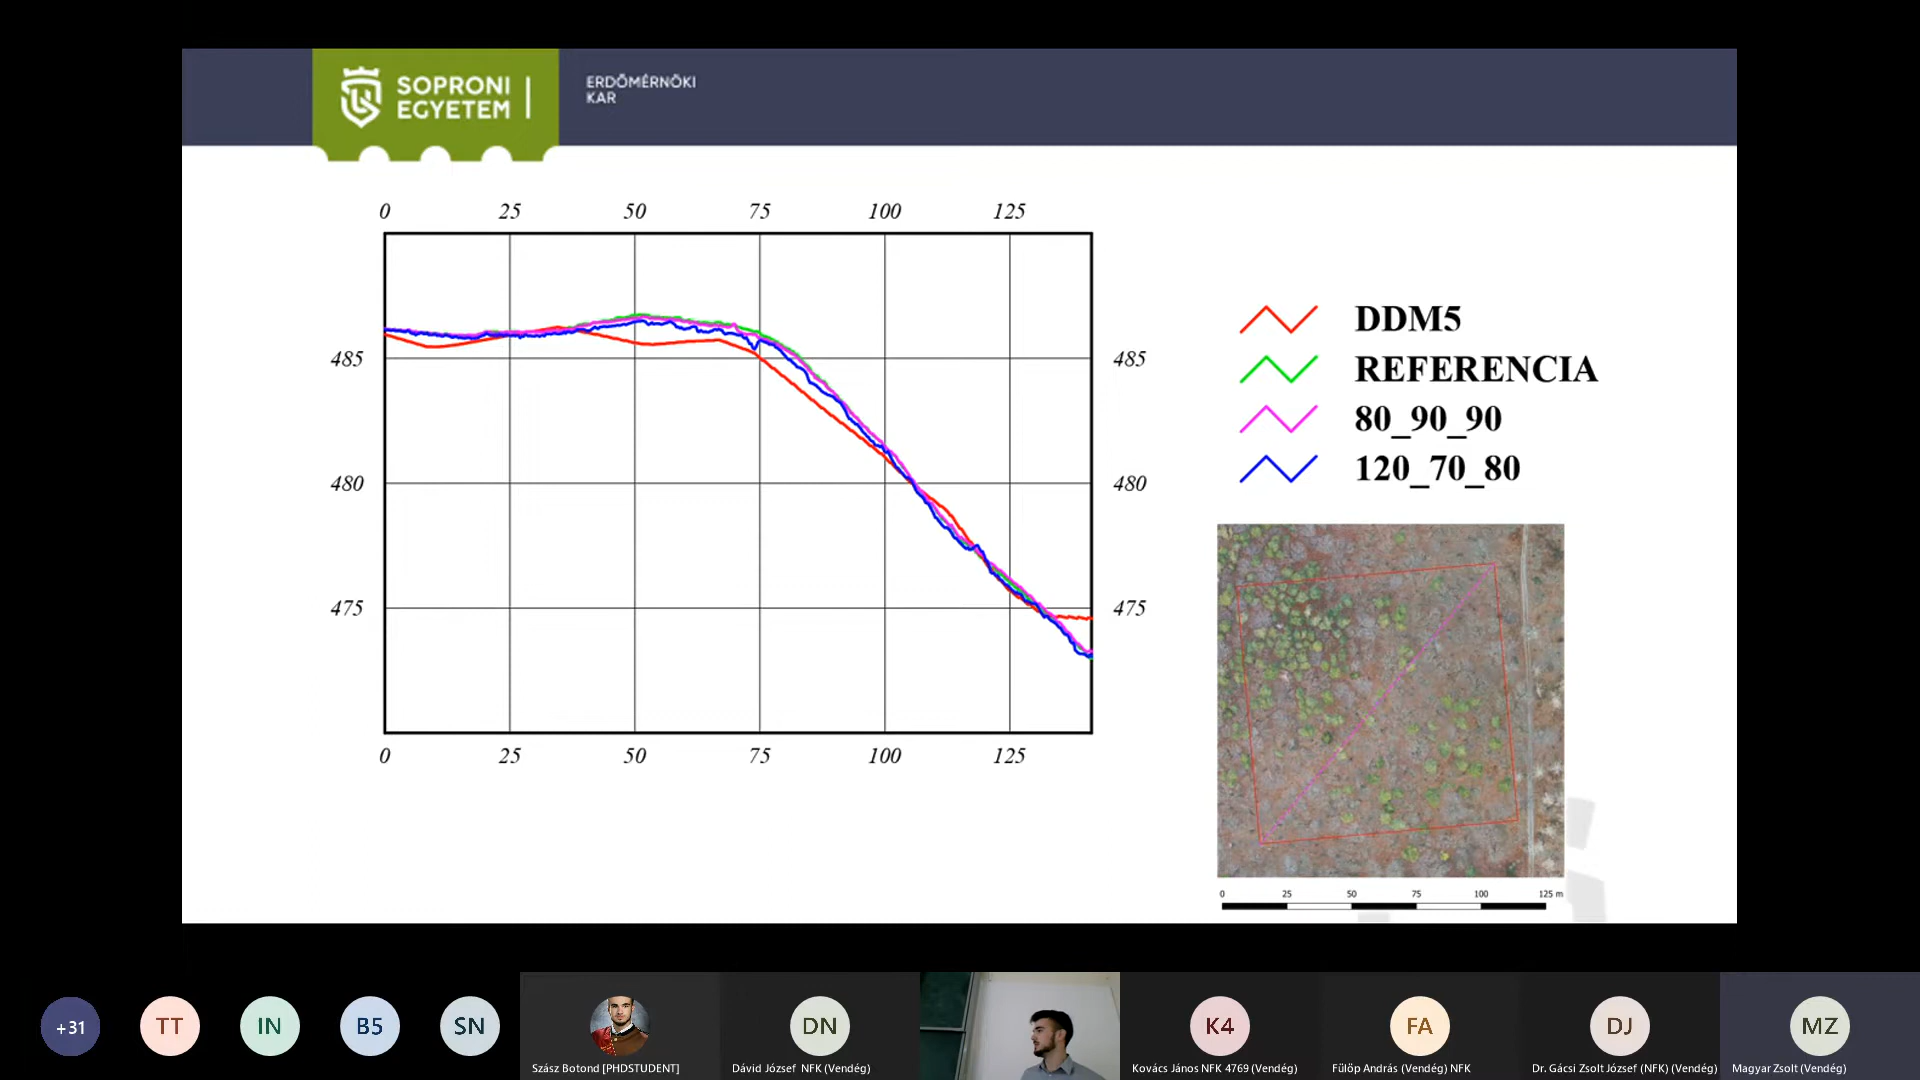 SOPRONI
EGYETEM
ERDŐMÉRNÖKI
KAR
0 25 50 75 100 125
485 485
480 480
475 475
0 25 50 75 100 125
DDM5
REFERENCIA
80_90_90
120_70_80
0 25 50 75 100 125 m
+31
TT
IN
B5
SN
DN
K4
FA
DJ
MZ
Szász Botond [PHDSTUDENT]
Dávid József NFK (Vendég)
Kovács János NFK 4769 (Vendég)
Fülöp András (Vendég) NFK
Dr. Gácsi Zsolt József (NFK) (Vendég)
Magyar Zsolt (Vendég)